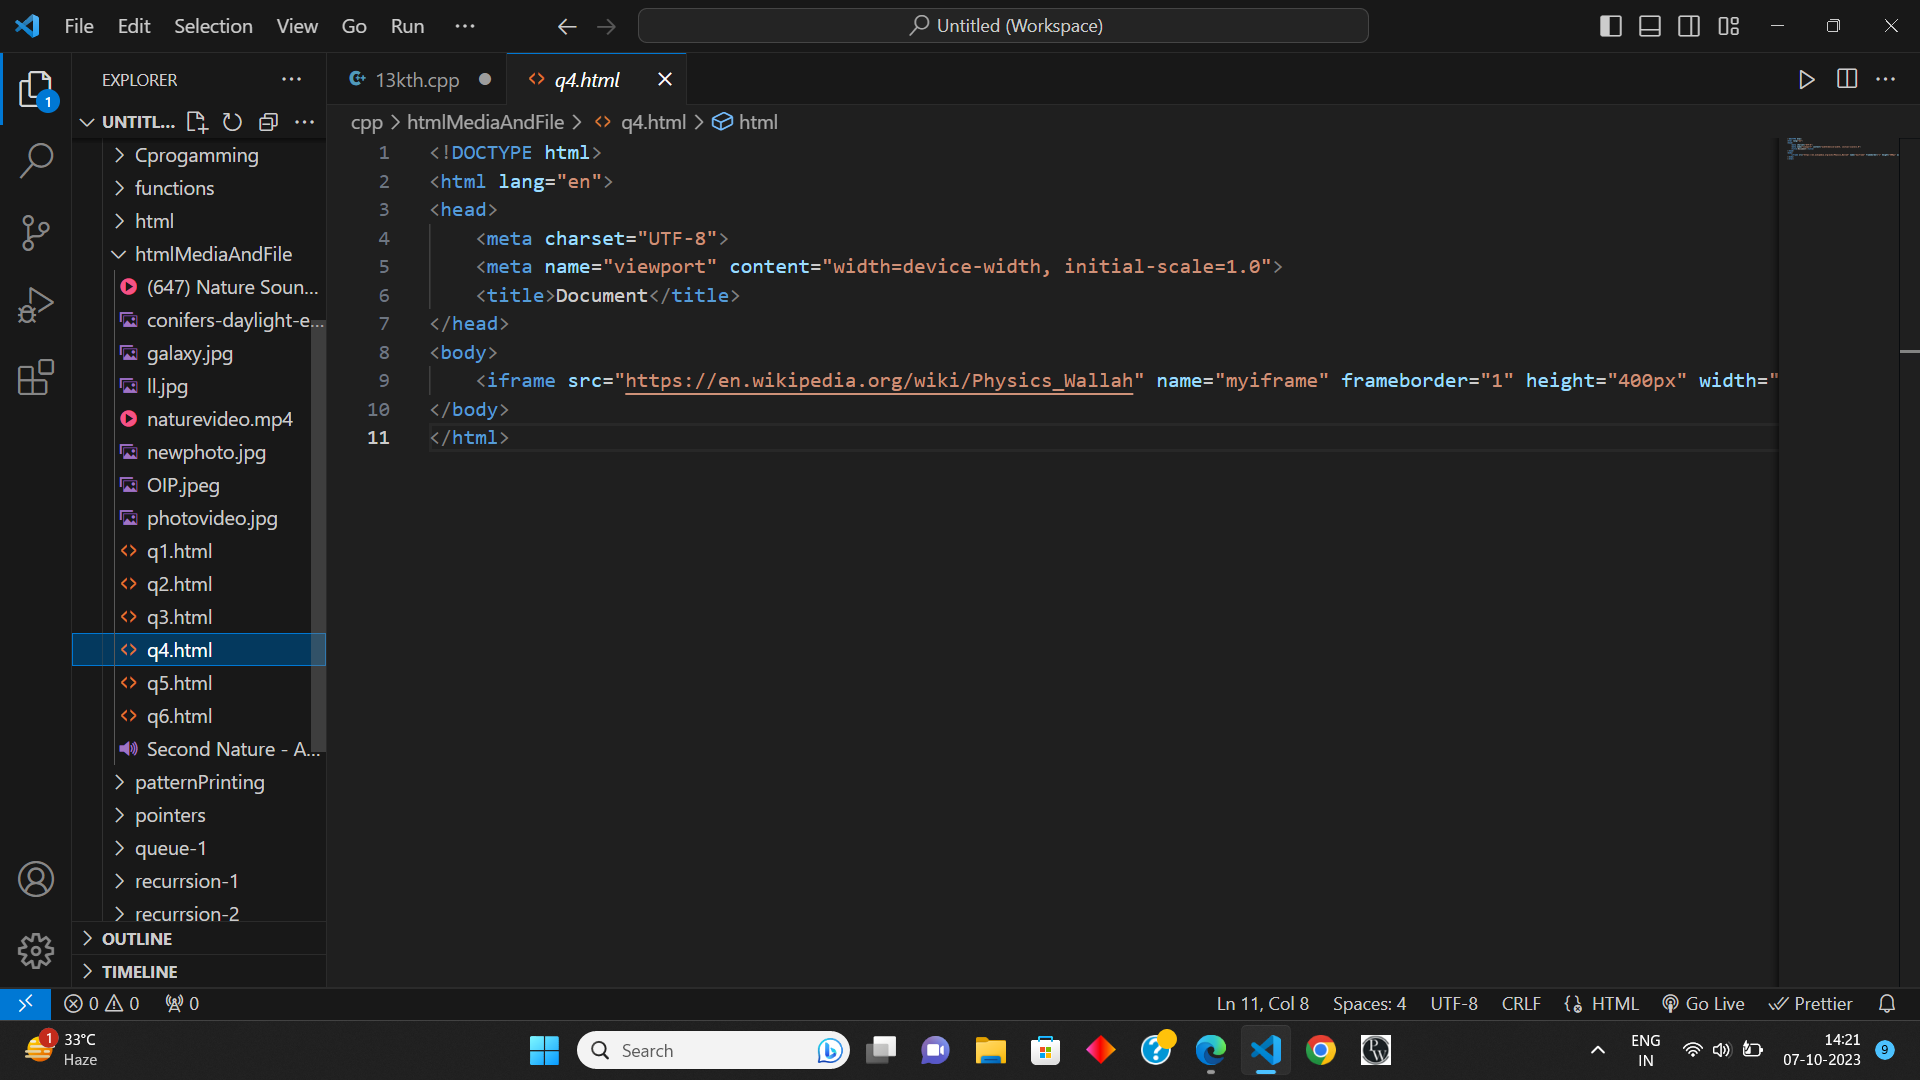 File Edit Selection View Go Run ···
Untitled (Workspace)
EXPLORER
13kth.cpp
q4.html
UNTITL...
cpp > htmlMediaAndFile > q4.html > html
Cprogamming
functions
html
htmlMediaAndFile
(647) Nature Soun...
conifers-daylight-e...
galaxy.jpg
ll.jpg
naturevideo.mp4
newphoto.jpg
OIP.jpeg
photovideo.jpg
q1.html
q2.html
q3.html
q4.html
q5.html
q6.html
Second Nature - A...
patternPrinting
pointers
queue-1
recurrsion-1
recurrsion-2
OUTLINE
TIMELINE
1
1 <!DOCTYPE html>
2 <html lang="en">
3 <head>
4     <meta charset="UTF-8">
5     <meta name="viewport" content="width=device-width, initial-scale=1.0">
6     <title>Document</title>
7 </head>
8 <body>
9     <iframe src="https://en.wikipedia.org/wiki/Physics_Wallah" name="myiframe" frameborder="1" height="400px" width="
10 </body>
11 </html>
0 0 0
Ln 11, Col 8 Spaces: 4 UTF-8 CRLF {} HTML Go Live Prettier
1 33°C
Haze
Search
PW
ENG
IN
14:21
07-10-2023
9